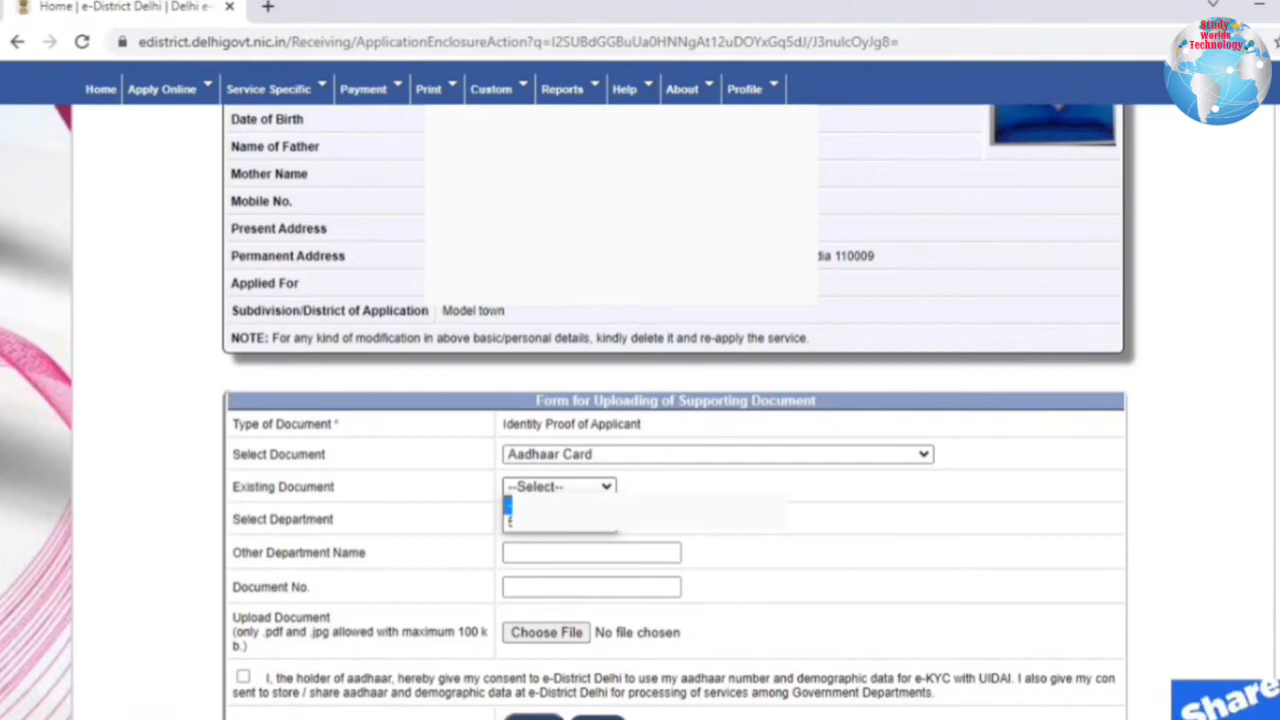 Home | e-District Delhi | Delhi e-
edistrict.delhigovt.nic.in/Receiving/ApplicationEnclosureAct
Study
Worlds
Technology
Home Apply Online Service Specific Payment Print Custom Reports Help About Profile
Date of Birth
Name of Father
Mother Name
Mobile No.
Present Address
Permanent Address dia 110009
Applied For
Subdivision/District of Application Model town
NOTE: For any kind of modification in above basic/personal details, kindly delete it and re-apply the service.
Form for Uploading of Supporting Document
Type of Document * Identity Proof of Applicant
Select Document Aadhaar Card
Existing Document --Select--
Select Department
Other Department Name
Document No.
Upload Document
(only .pdf and .jpg allowed with maximum 100 k
b.)
Choose File No file chosen
I, the holder of aadhaar, hereby give my consent to e-District Delhi to use my aadhaar number and demographic data for e-KYC with UIDAI. I also give my con
sent to store / share aadhaar and demographic data at e-District Delhi for processing of services among Government Departments.
Share